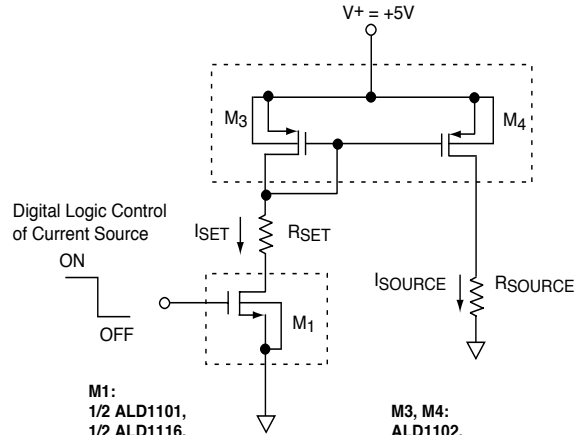 V+ = +5V
M3
M4
Digital Logic Control
of Current Source
ON
OFF
ISET
RSET
ISOURCE
RSOURCE
M1
M1:
1/2 ALD1101,
1/2 ALD1116,
M3, M4:
ALD1102,